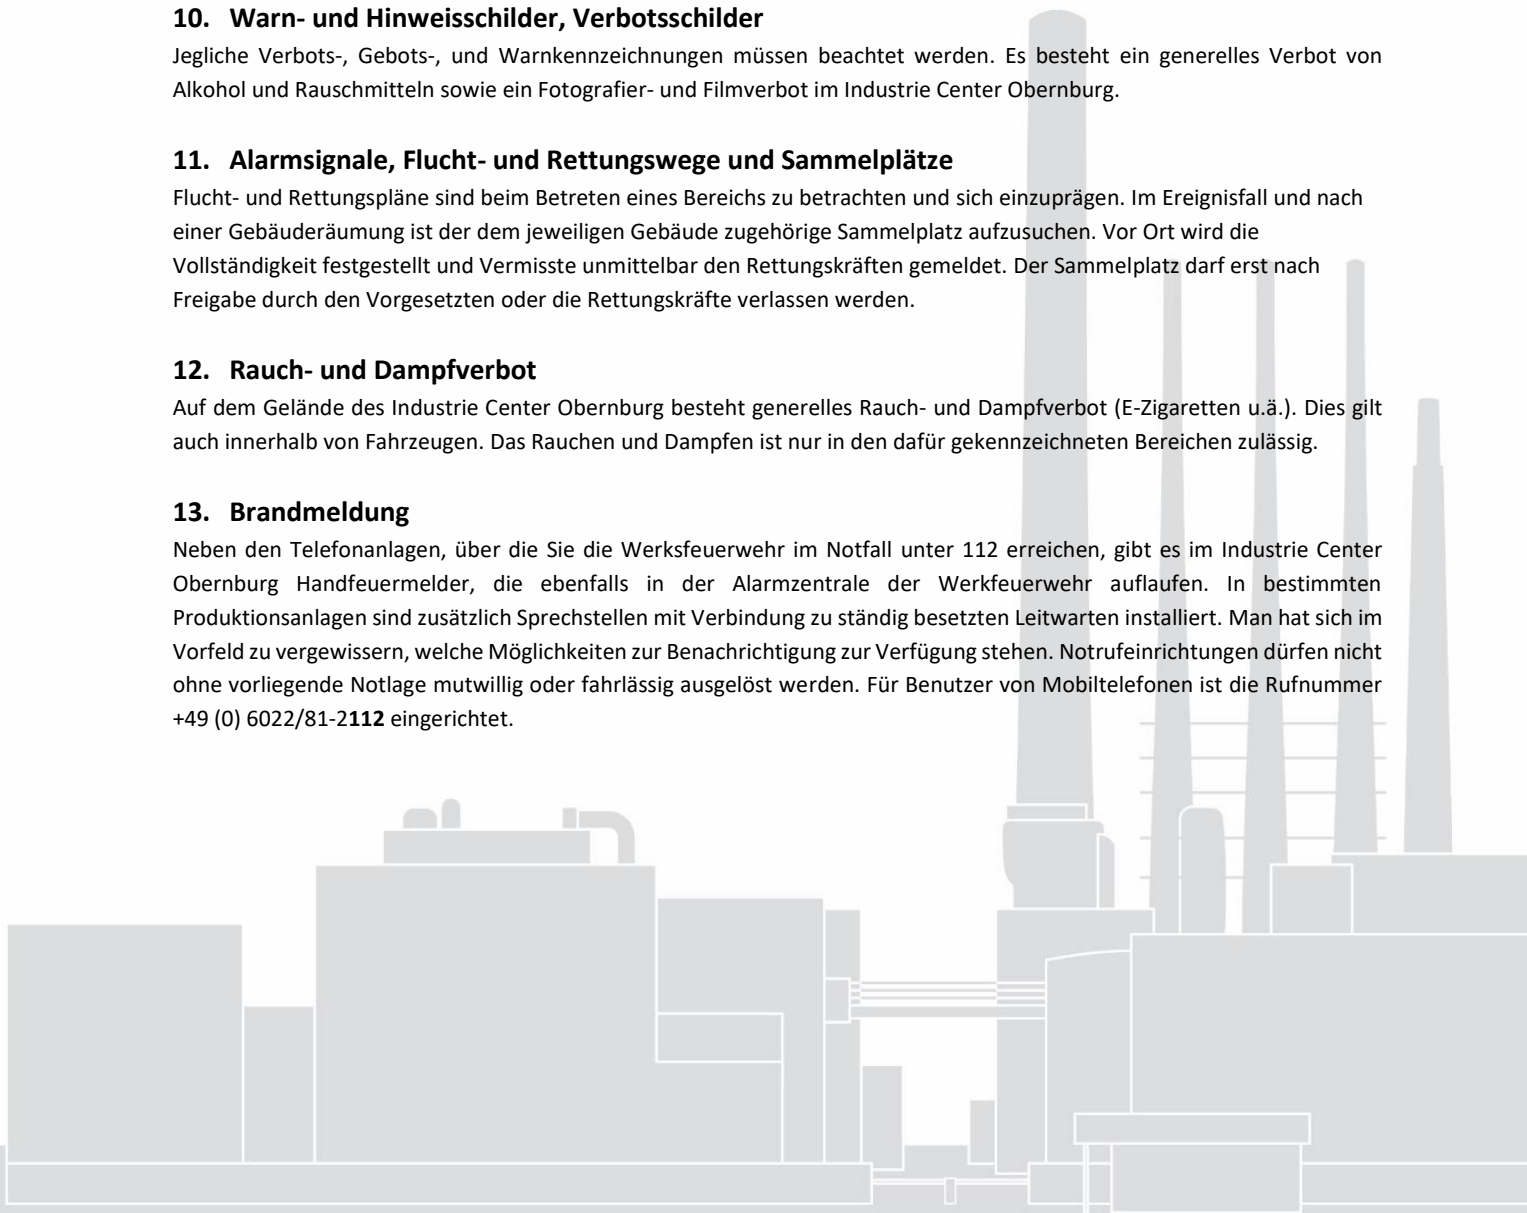 10. Warn- und Hinweisschilder, Verbotsschilder
Jegliche Verbots-, Gebots-, und Warnkennzeichnungen müssen beachtet werden. Es besteht ein generelles Verbot von
Alkohol und Rauschmitteln sowie ein Fotografier- und Filmverbot im Industrie Center Obernburg.
11. Alarmsignale, Flucht- und Rettungswege und Sammelplätze
Flucht- und Rettungspläne sind beim Betreten eines Bereichs zu betrachten und sich einzuprägen. Im Ereignisfall und nach
einer Gebäuderäumung ist der dem jeweiligen Gebäude zugehörige Sammelplatz aufzusuchen. Vor Ort wird die
Vollständigkeit festgestellt und Vermisste unmittelbar den Rettungskräften gemeldet. Der Sammelplatz darf erst nach
Freigabe durch den Vorgesetzten oder die Rettungskräfte verlassen werden.
12. Rauch- und Dampfverbot
Auf dem Gelände des Industrie Center Obernburg besteht generelles Rauch- und Dampfverbot (E-Zigaretten u.ä.). Dies gilt
auch innerhalb von Fahrzeugen. Das Rauchen und Dampfen ist nur in den dafür gekennzeichneten Bereichen zulässig.
13. Brandmeldung
Neben den Telefonanlagen, über die Sie die Werksfeuerwehr im Notfall unter 112 erreichen, gibt es im Industrie Center
Obernburg Handfeuermelder, die ebenfalls in der Alarmzentrale der Werkfeuerwehr auflaufen. In bestimmten
Produktionsanlagen sind zusätzlich Sprechstellen mit Verbindung zu ständig besetzten Leitwarten installiert. Man hat sich im
Vorfeld zu vergewissern, welche Möglichkeiten zur Benachrichtigung zur Verfügung stehen. Notrufeinrichtungen dürfen nicht
ohne vorliegende Notlage mutwillig oder fahrlässig ausgelöst werden. Für Benutzer von Mobiltelefonen ist die Rufnummer
+49 (0) 6022/81-2112 eingerichtet.